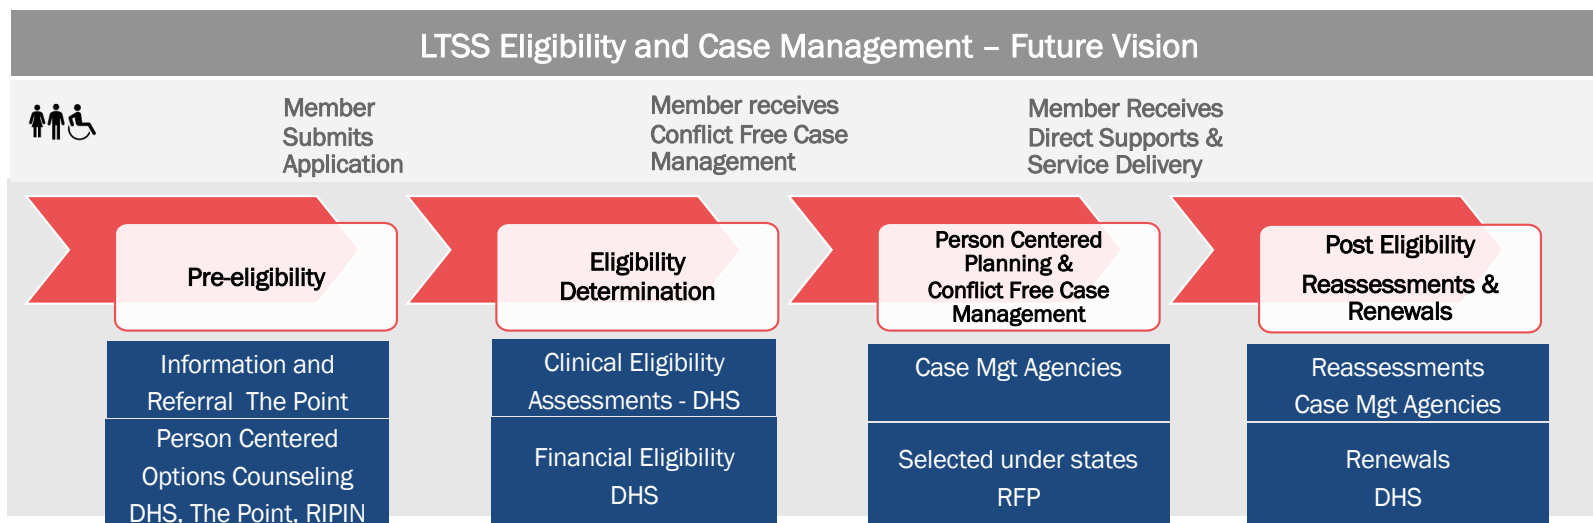 LTSS Eligibility and Case Management – Future Vision
Member
Submits
Application
Member receives
Conflict Free Case
Management
Member Receives
Direct Supports &
Service Delivery
Pre-eligibility
Eligibility
Determination
Person Centered
Planning &
Conflict Free Case
Management
Post Eligibility
Reassessments &
Renewals
Information and
Referral The Point
Person Centered
Options Counseling
DHS, The Point, RIPIN
Clinical Eligibility
Assessments - DHS
Financial Eligibility
DHS
Case Mgt Agencies
Selected under states
RFP
Reassessments
Case Mgt Agencies
Renewals
DHS